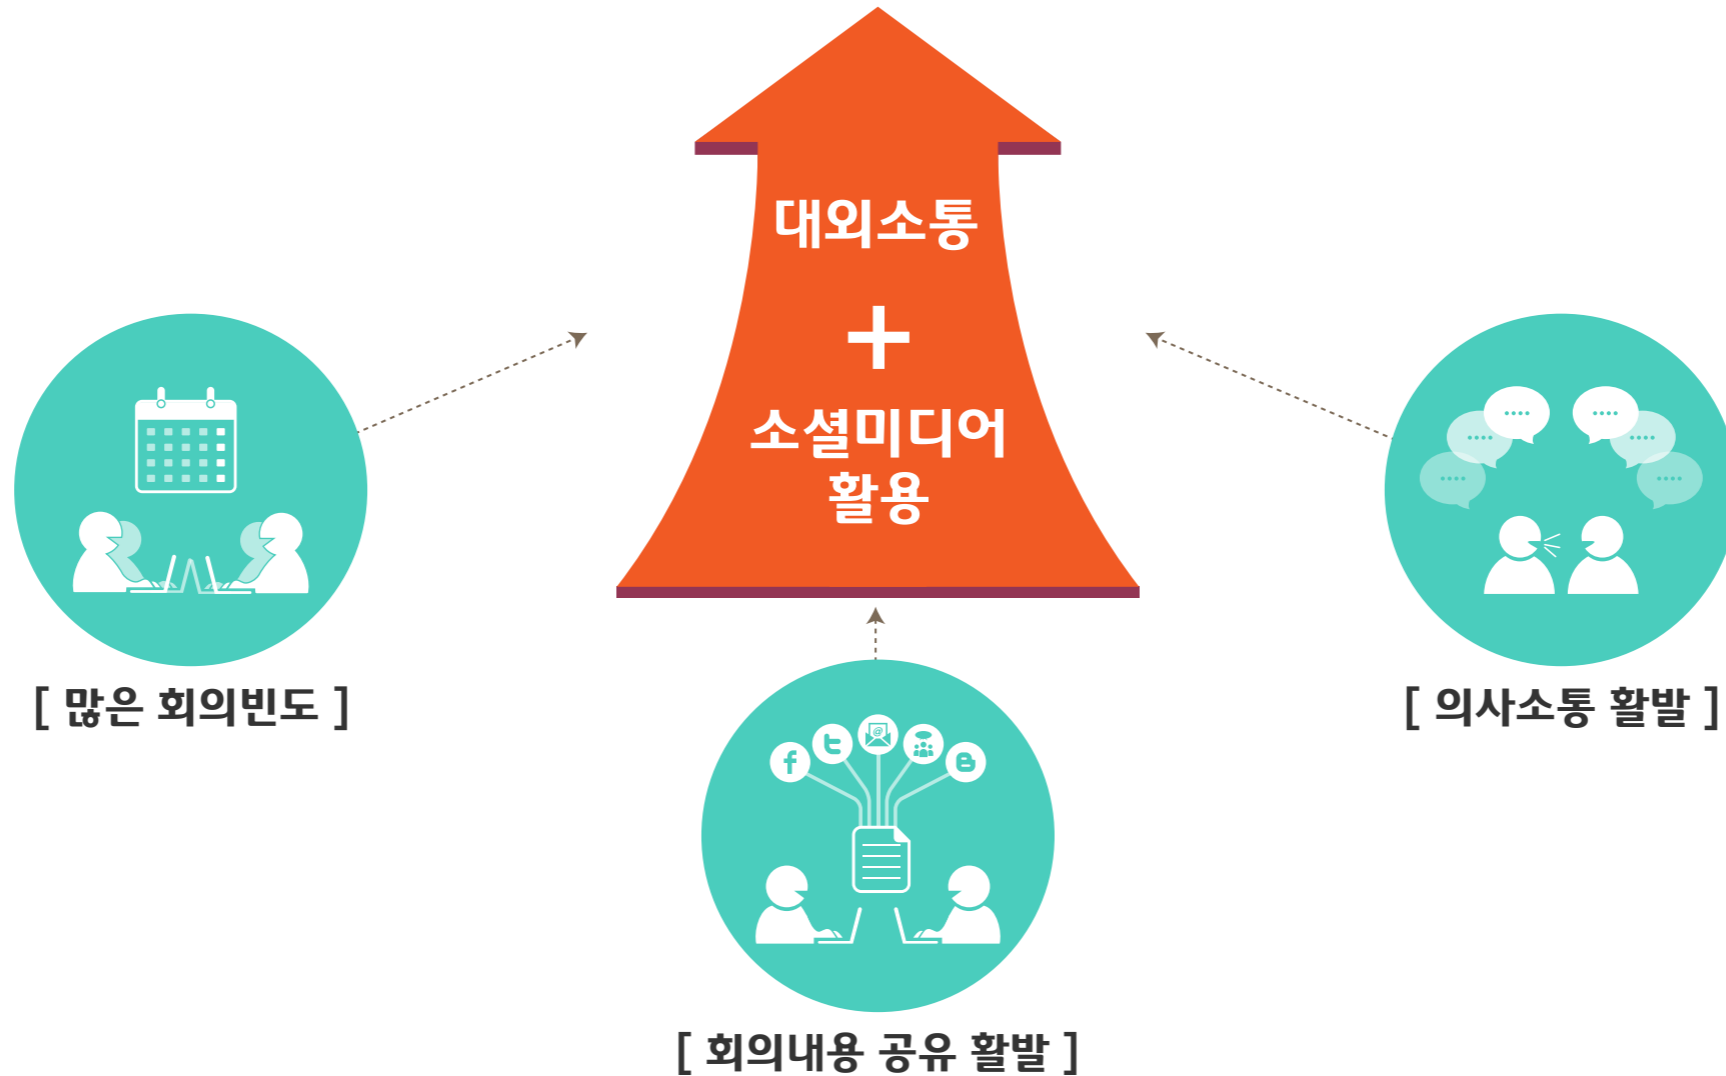 대외소통
+
소셜미디어
활용
[ 많은 회의빈도 ]
[ 의사소통 활발 ]
[ 회의내용 공유 활발 ]